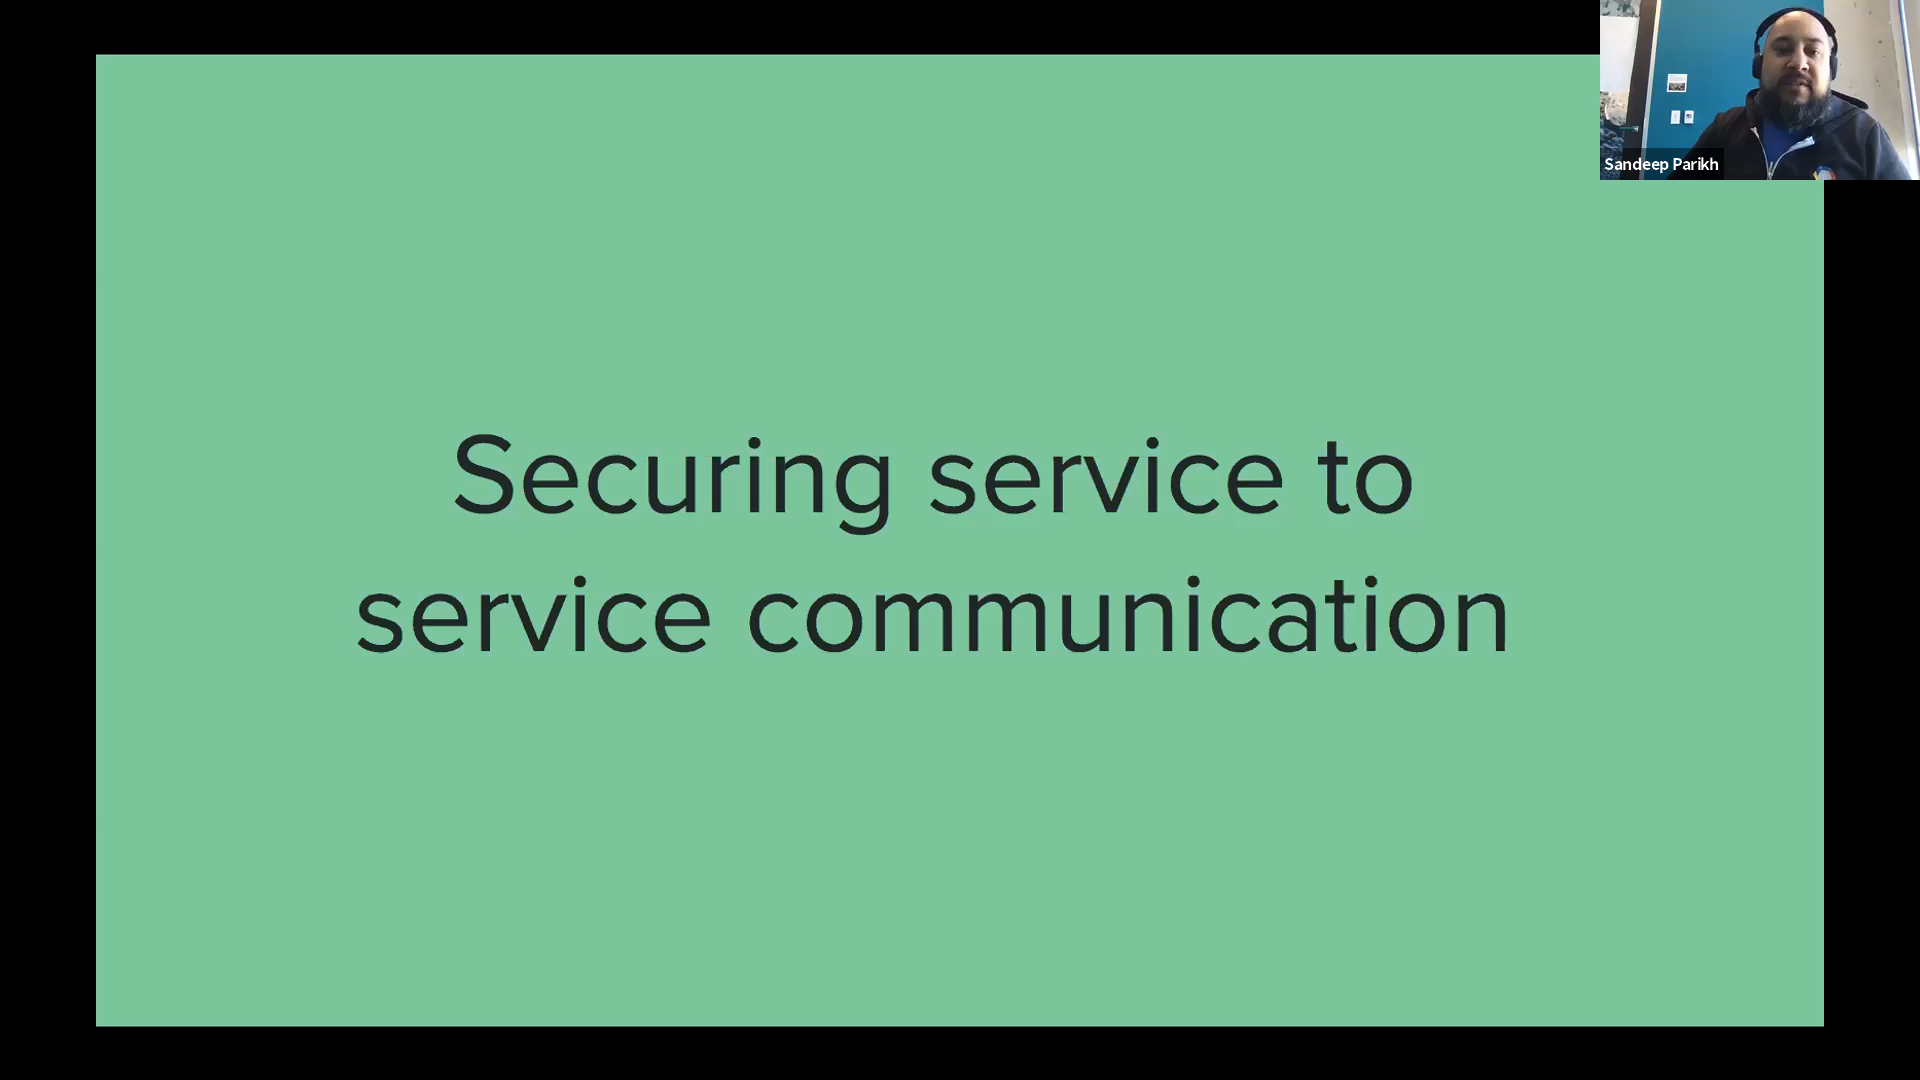 Securing service to
service communication
Sandeep Parikh